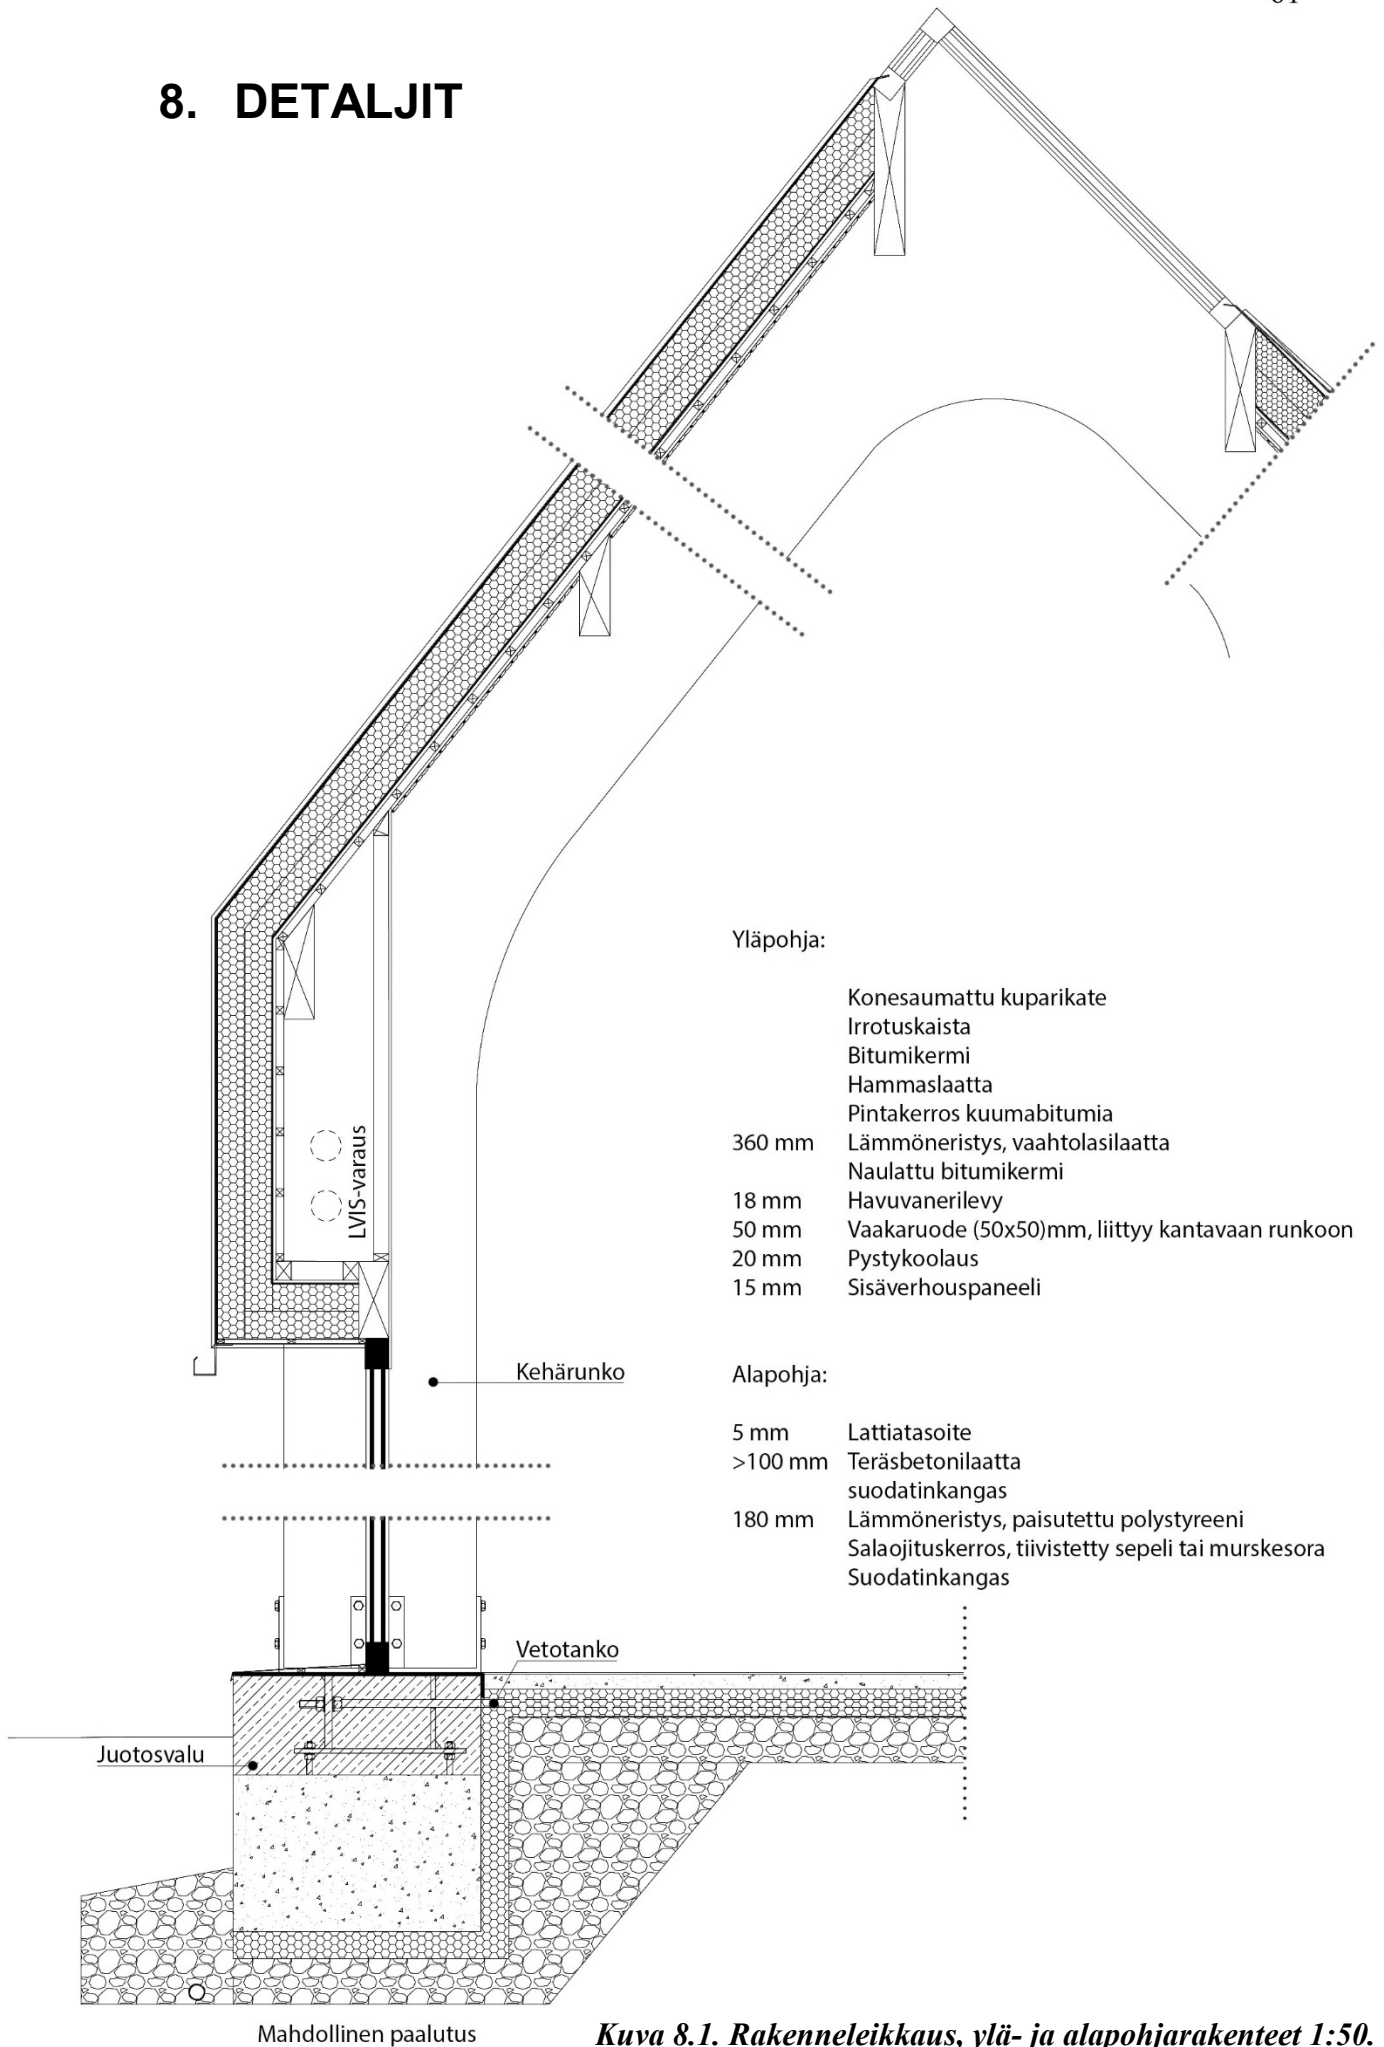 8. DETALJIT
Yläpohja:
Konesaumattu kuparikate
Irrotuskaista
Bitumikermi
Hammaslaatta
Pintakerros kuumabitumia
360 mm Lämmöneristys, vaahtolasilaatta
Naulattu bitumikermi
18 mm Havuvanerilevy
50 mm Vaakaruode (50x50)mm, liittyy kantavaan runkoon
20 mm Pystykoolaus
15 mm Sisäverhouspaneeli
LVIS-varaus
Kehärunko
Alapohja:
5 mm Lattiatasoite
>100 mm Teräsbetonilaatta
suodatinkangas
180 mm Lämmöneristys, paisutettu polystyreeni
Salaojituskerros, tiivistetty sepeli tai murskesora
Suodatinkangas
Vetotanko
Juotosvalu
Mahdollinen paalutus
Kuva 8.1. Rakenneleikkaus, ylä- ja alapohjarakenteet 1:50.